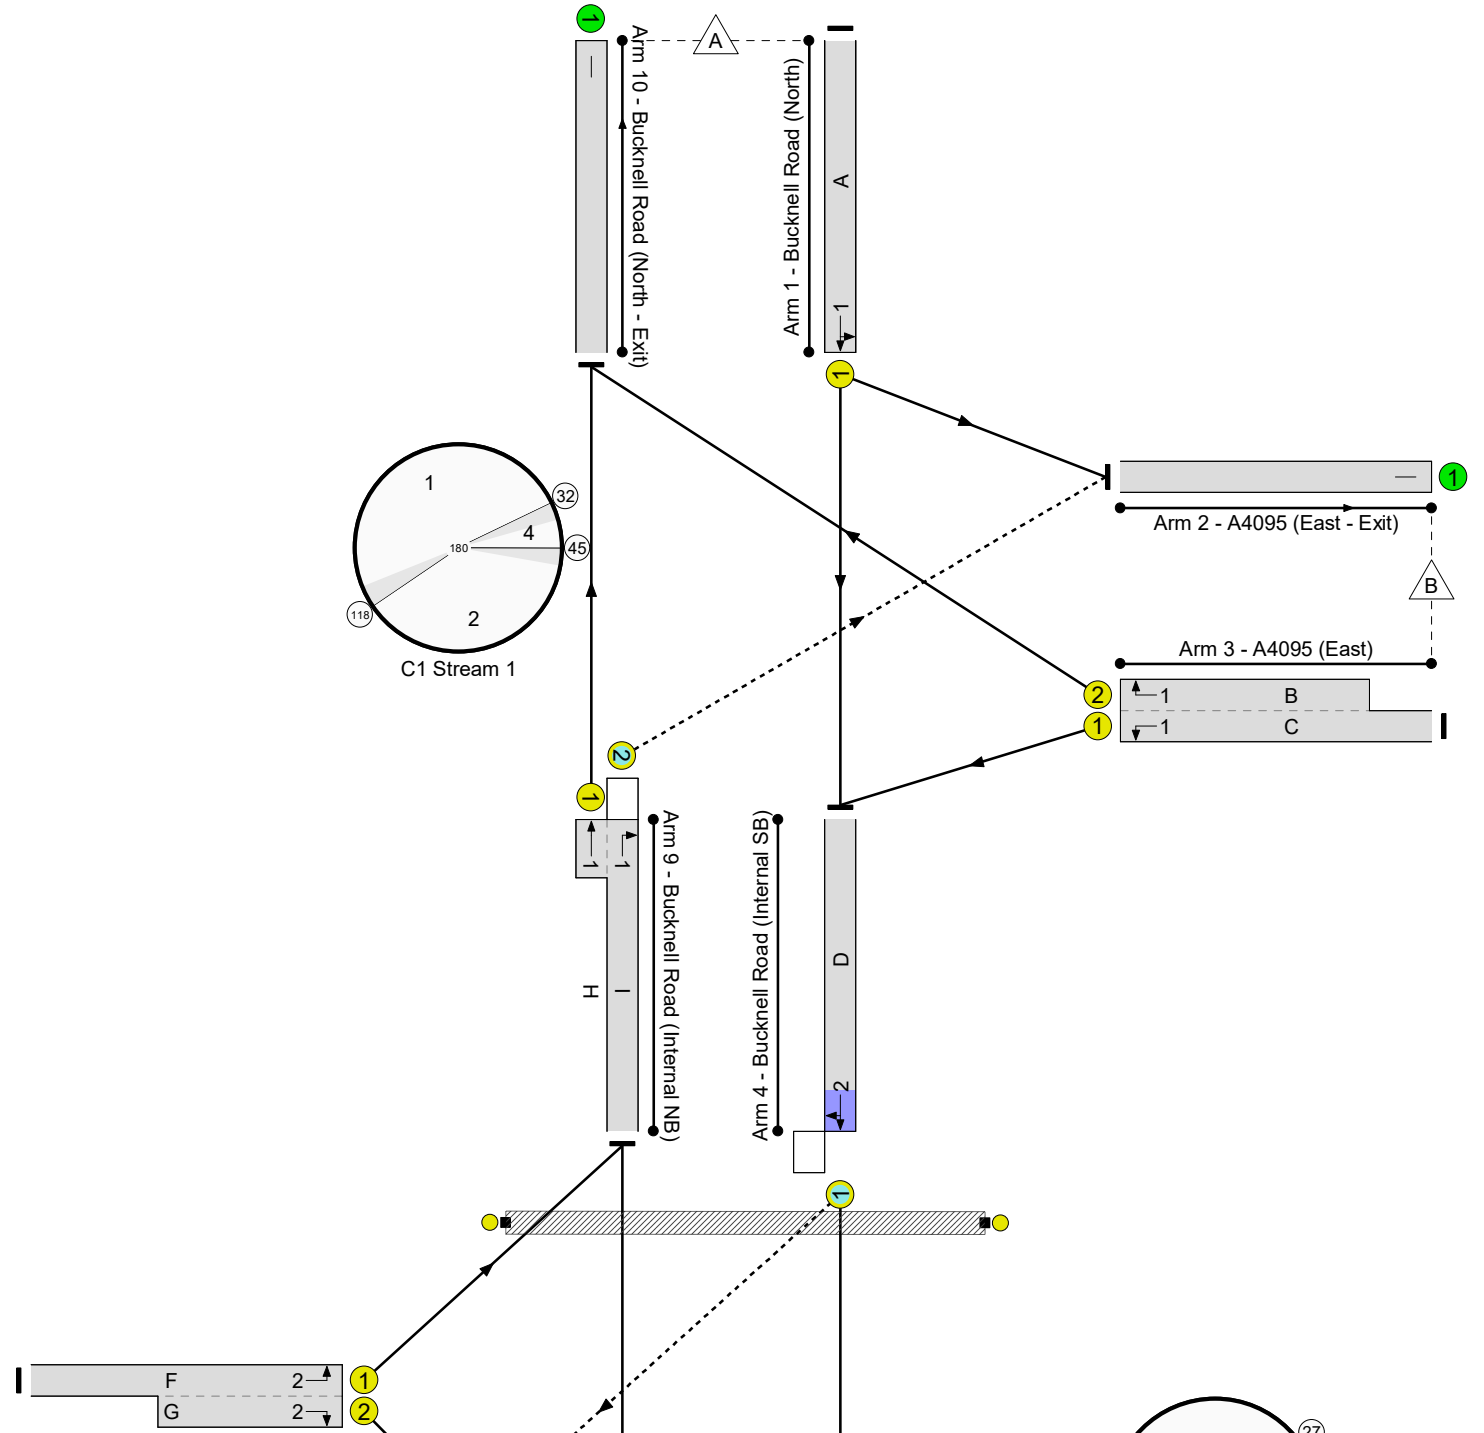 1
A
Arm 10 - Bucknell Road (North - Exit)
Arm 1 - Bucknell Road (North)
A
1
1
1
Arm 2 - A4095 (East - Exit)
B
Arm 3 - A4095 (East)
2
1 B
1
1 C
1
32
4
180
45
118
2
C1 Stream 1
2
1
1
1
H
I
Arm 9 - Bucknell Road (Internal NB)
Arm 4 - Bucknell Road (Internal SB)
D
2
1
F 2
1
G 2
2
27